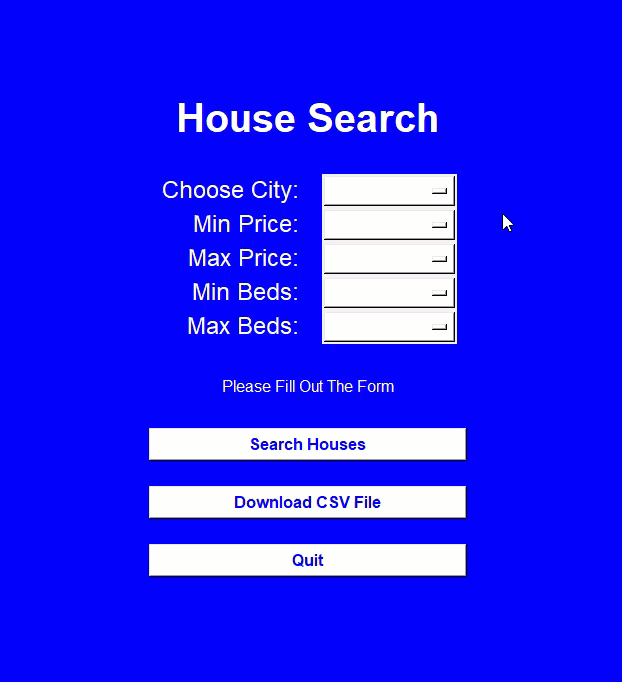 House Search
Choose City:
Min Price:
Max Price:
Min Beds:
Max Beds:
Please Fill Out The Form
Search Houses
Download CSV File
Quit